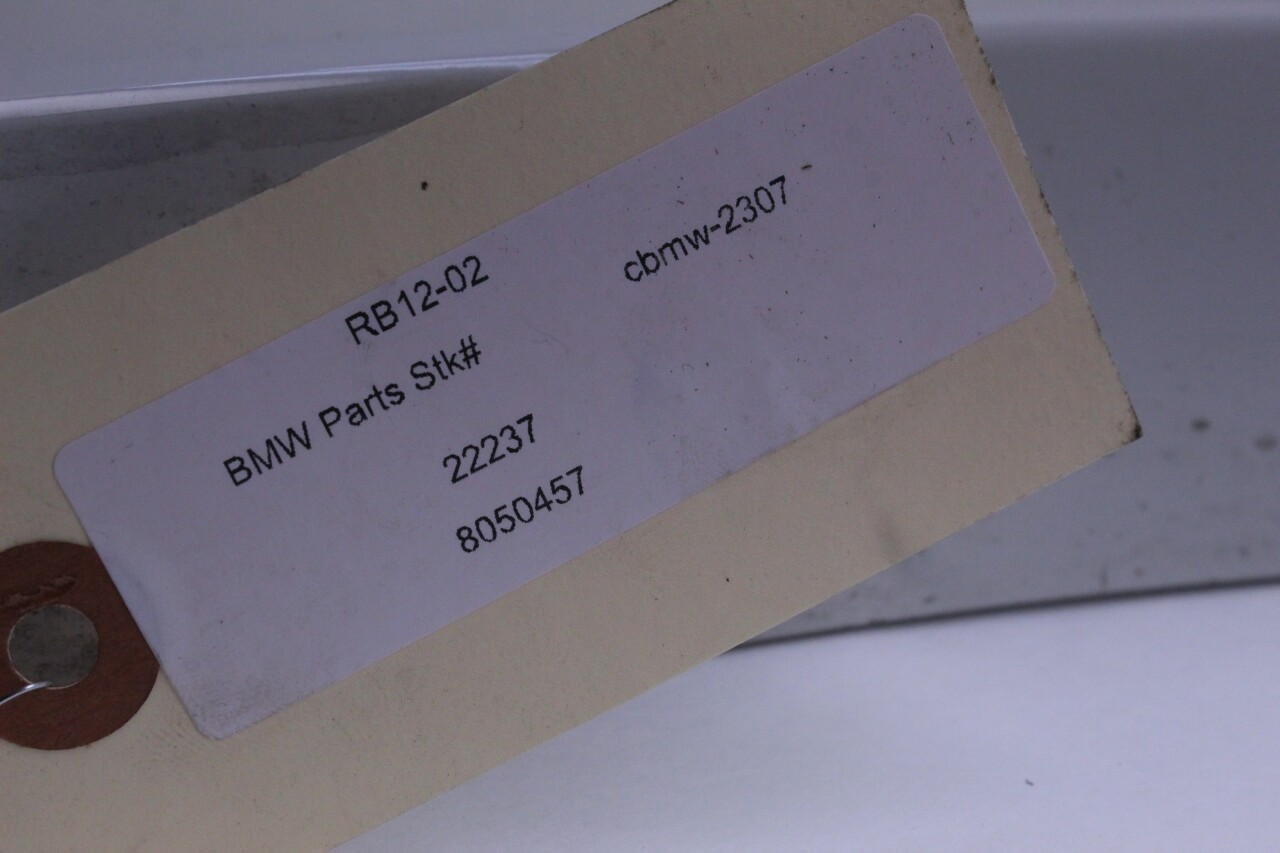 RB12-02 cbmw-2307
BMW Parts Stk#
22237
8050457